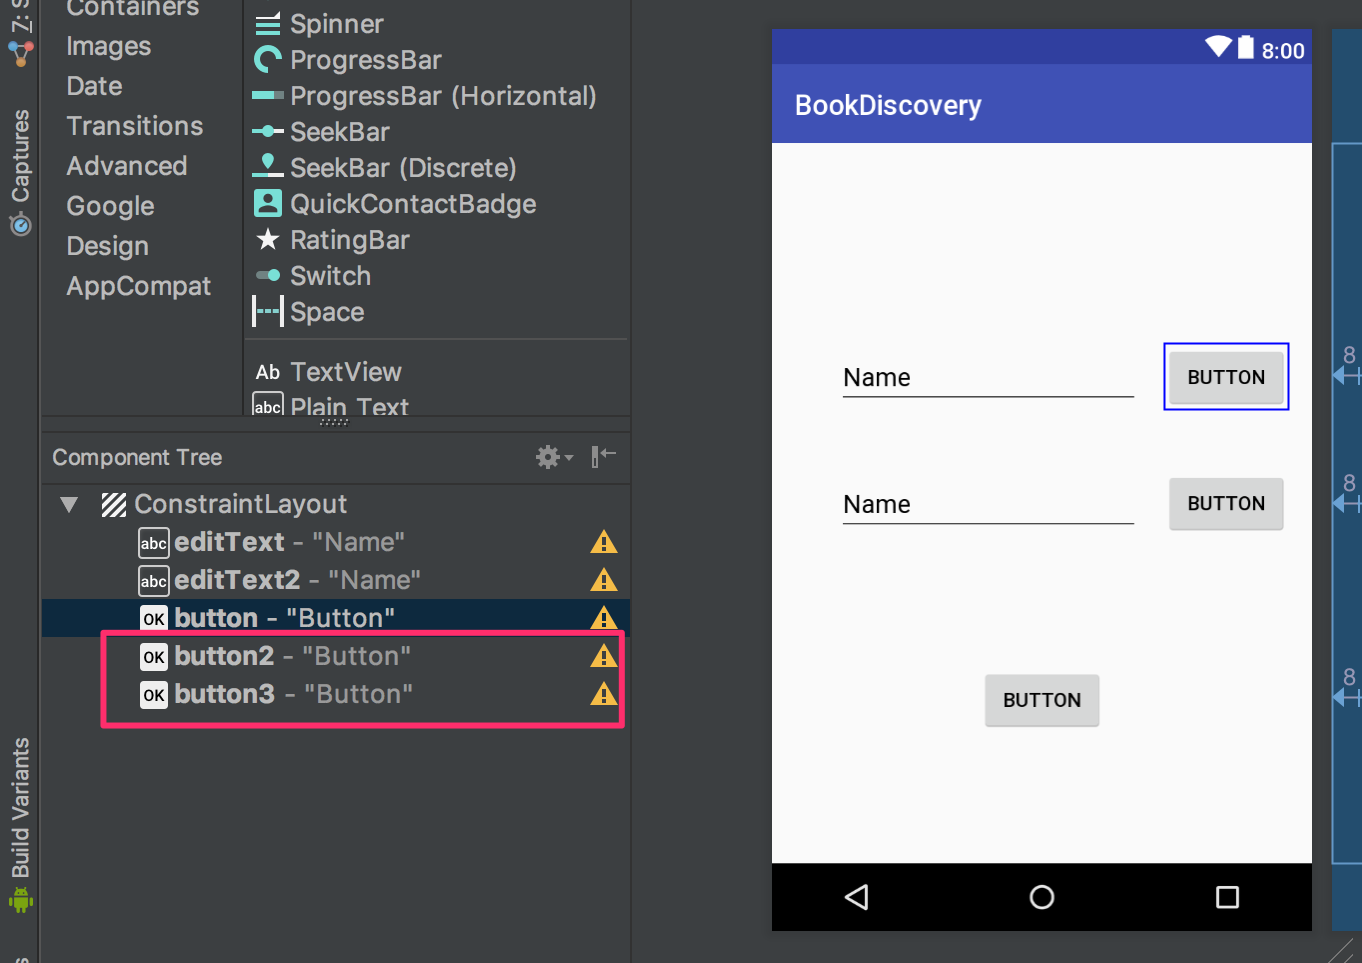 Z: S
Captures
Build Variants
Containers
Images
Date
Transitions
Advanced
Google
Design
AppCompat
Spinner
ProgressBar
ProgressBar (Horizontal)
SeekBar
SeekBar (Discrete)
QuickContactBadge
RatingBar
Switch
Space
Ab TextView
abc Plain Text
Component Tree
ConstraintLayout
abc editText - "Name"
abc editText2 - "Name"
OK button - "Button"
OK button2 - "Button"
OK button3 - "Button"
8:00
BookDiscovery
Name BUTTON
Name BUTTON
BUTTON
8
8
8